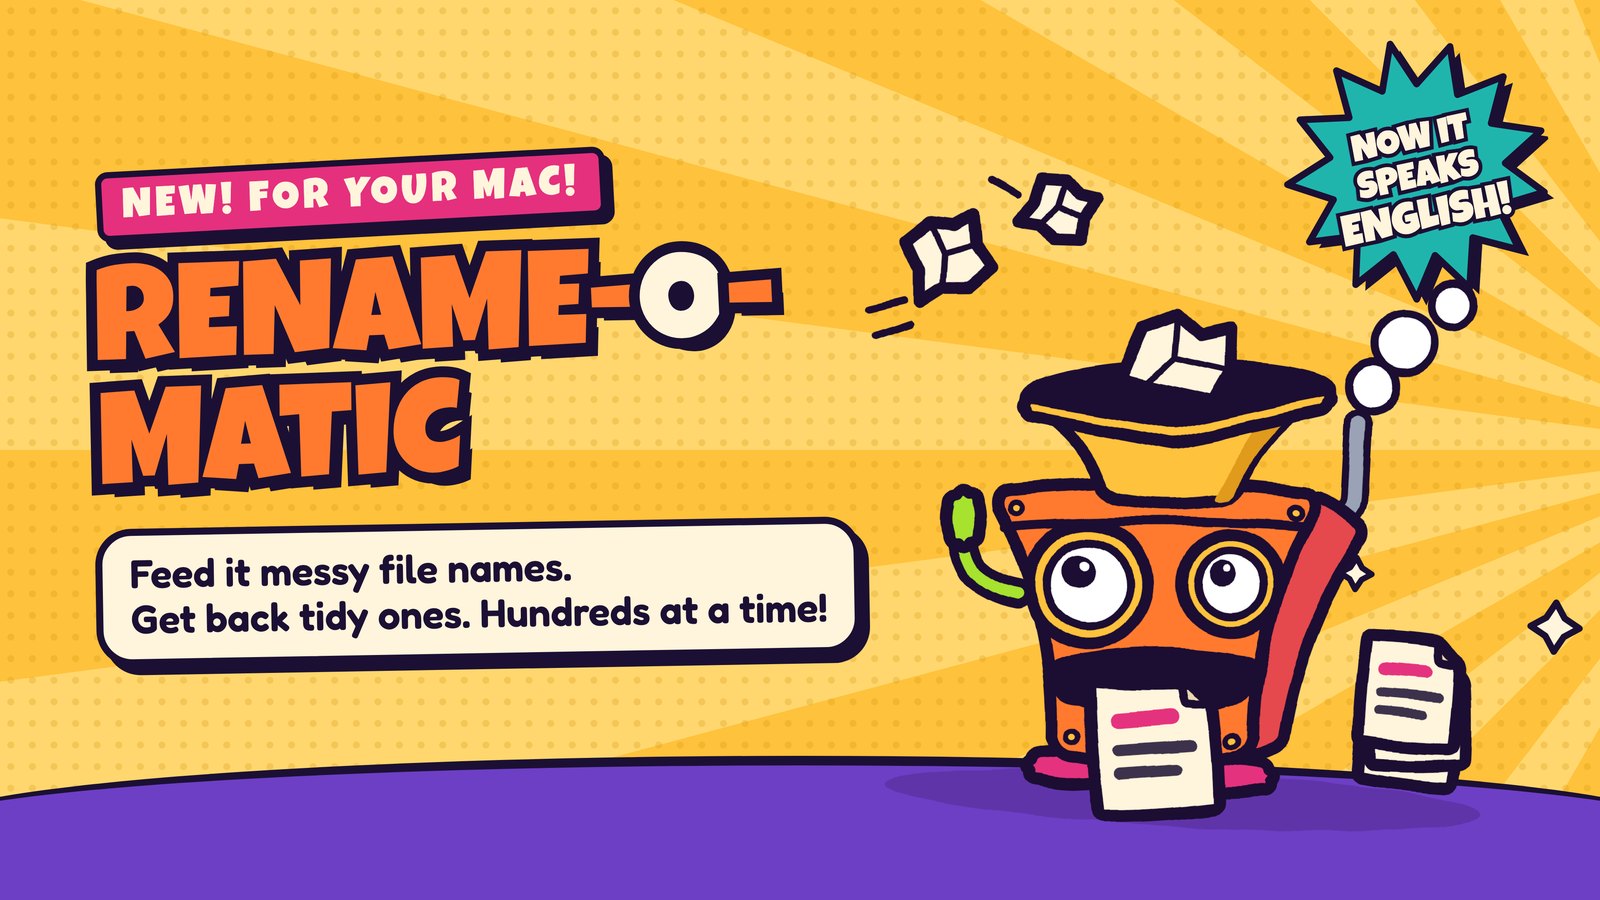 NEW! FOR YOUR MAC!
RENAME-O-
MATIC
Feed it messy file names.
Get back tidy ones. Hundreds at a time!
NOW IT
SPEAKS
ENGLISH!